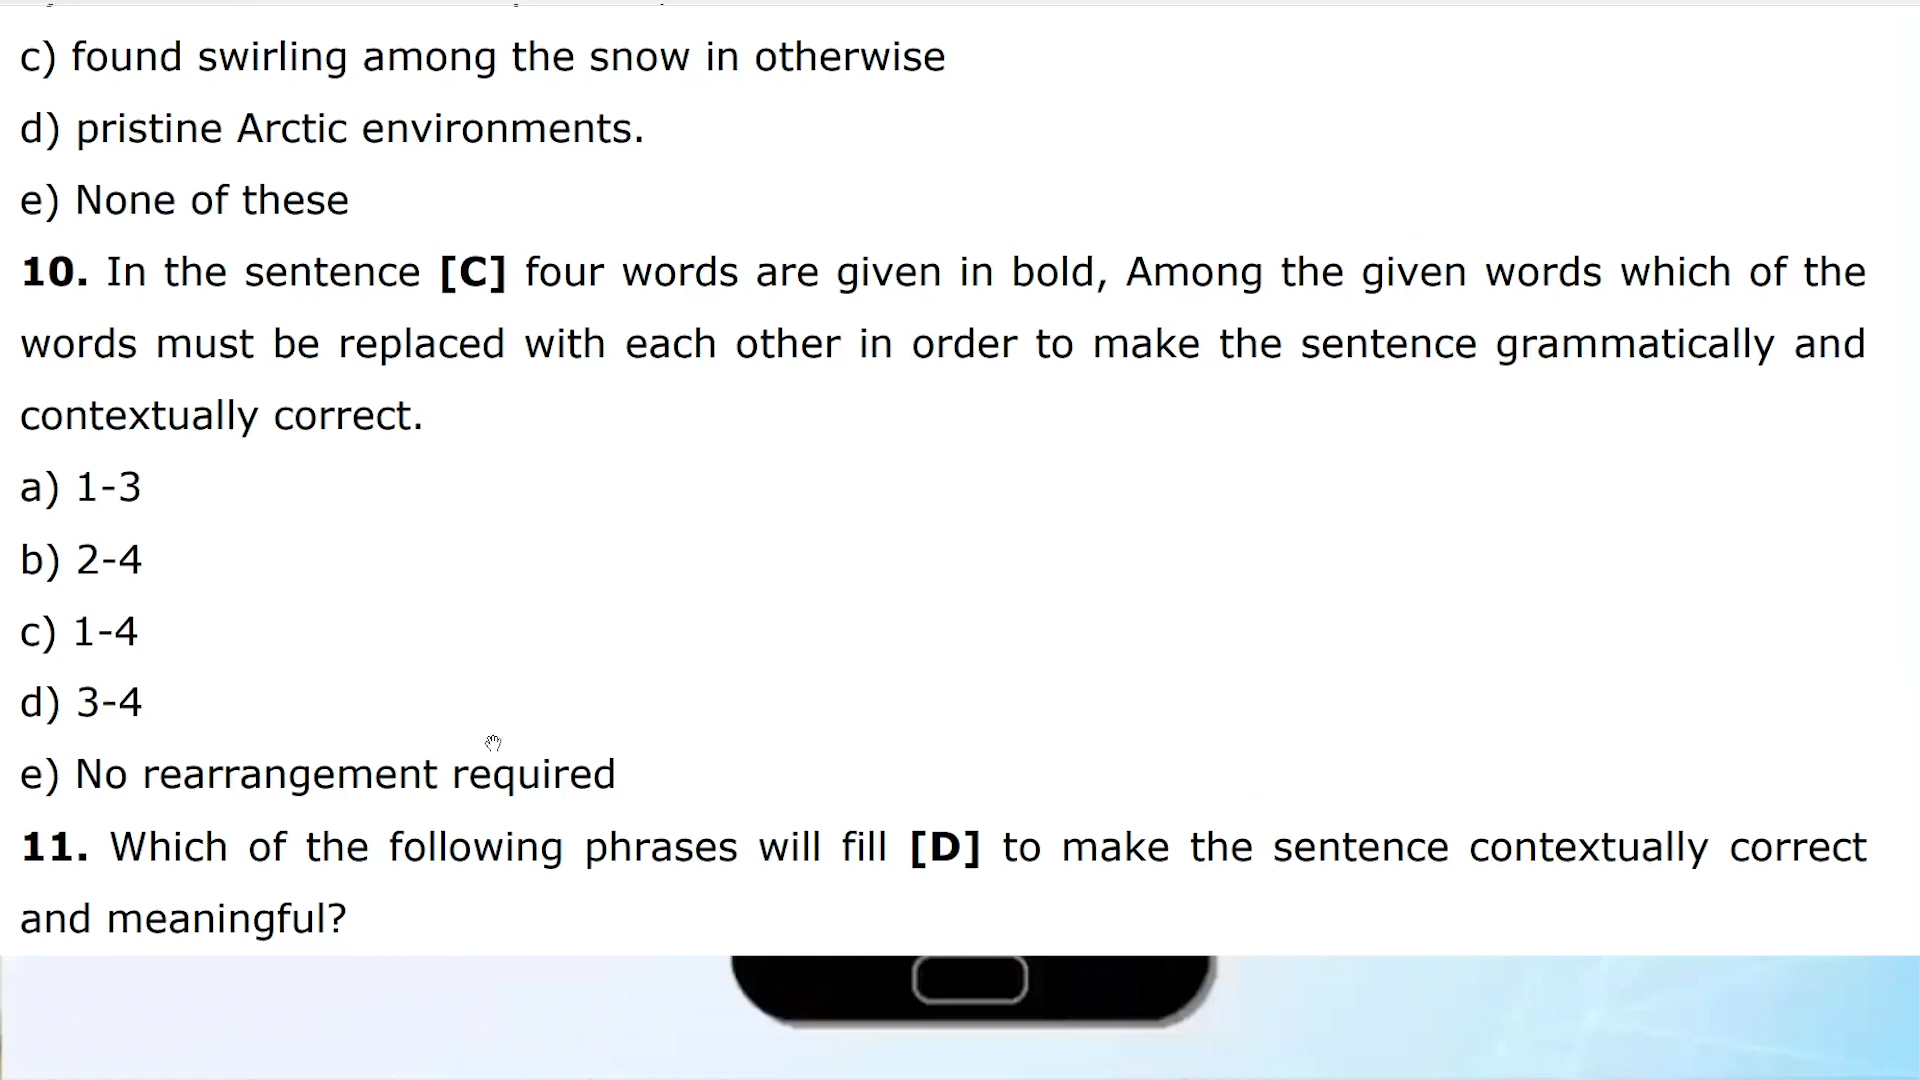 c) found swirling among the snow in otherwise
d) pristine Arctic environments.
e) None of these
10. In the sentence [C] four words are given in bold, Among the given words which of the
words must be replaced with each other in order to make the sentence grammatically and
contextually correct.
a) 1-3
b) 2-4
c) 1-4
d) 3-4
e) No rearrangement required
11. Which of the following phrases will fill [D] to make the sentence contextually correct
and meaningful?